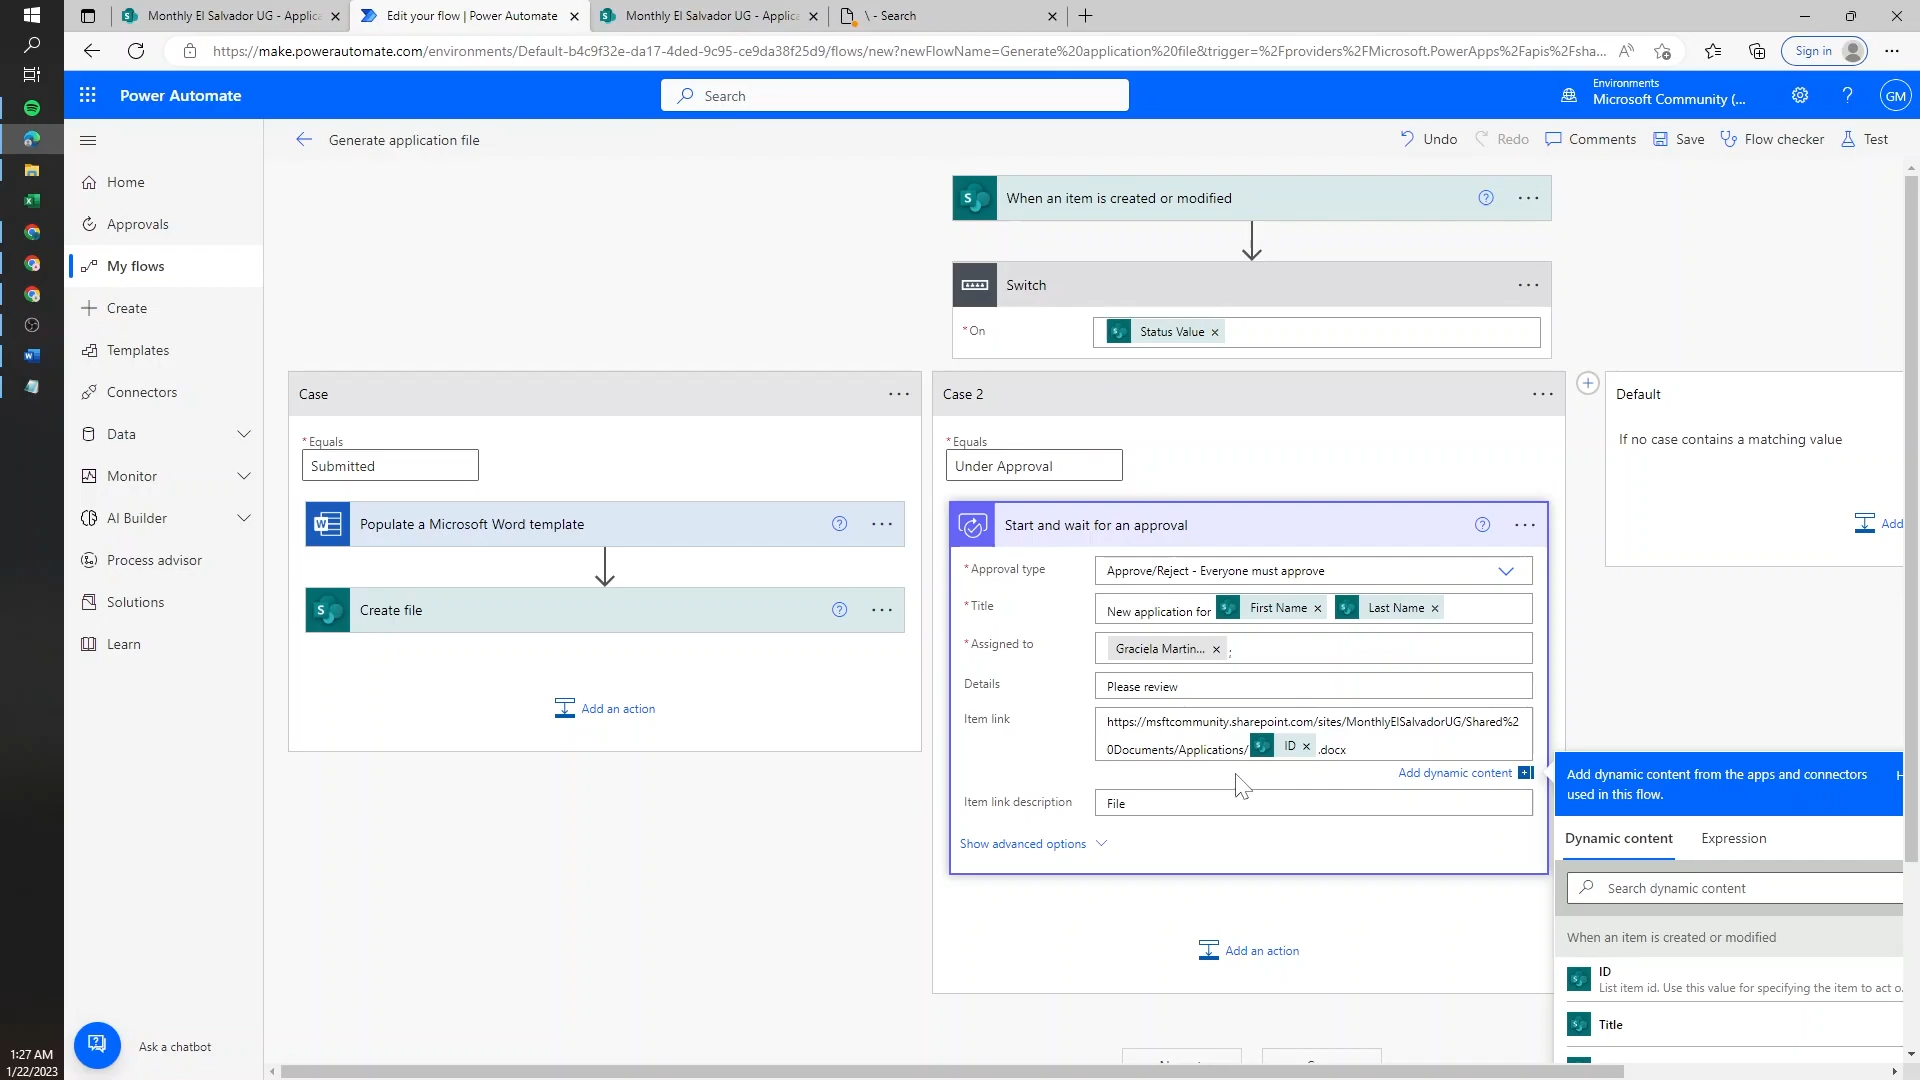 Monthly El Salvador UG - Applica
Edit your flow | Power Automate
Monthly El Salvador UG - Applica
\ - Search
https://make.powerautomate.com/environments/Default-b4c9f32e-da17-4ded-9c95-ce9da38f25d9/flows/new?newFlowName=Generate%20application%20file&trigger=%2Fproviders%2FMicrosoft.PowerApps%2Fapis%2Fsha...
Sign in
Power Automate
Search
Environments
Microsoft Community (...
GM
Generate application file
Undo
Redo
Comments
Save
Flow checker
Test
Home
Approvals
My flows
Create
Templates
Connectors
Data
Monitor
AI Builder
Process advisor
Solutions
Learn
Ask a chatbot
When an item is created or modified
Switch
*On
Status Value
Case
*Equals
Submitted
Populate a Microsoft Word template
Create file
Add an action
Case 2
*Equals
Under Approval
Start and wait for an approval
*Approval type
Approve/Reject - Everyone must approve
*Title
New application for First Name Last Name
*Assigned to
Graciela Martin... ;
Details
Please review
Item link
https://msftcommunity.sharepoint.com/sites/MonthlyElSalvadorUG/Shared%2
0Documents/Applications/ ID .docx
Add dynamic content
Item link description
File
Show advanced options
Add an action
Default
If no case contains a matching value
Add
Add dynamic content from the apps and connectors
used in this flow.
H
Dynamic content
Expression
Search dynamic content
When an item is created or modified
ID
List item id. Use this value for specifying the item to act o
Title
1:27 AM
1/22/2023